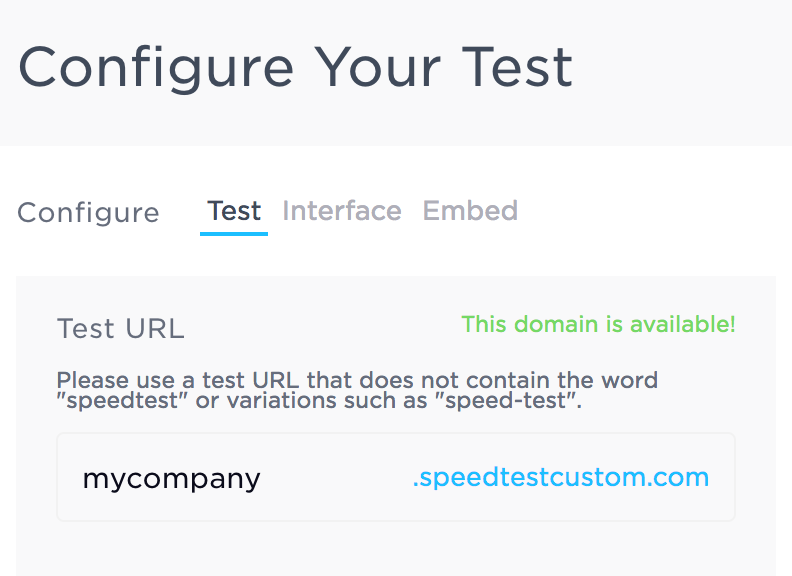 Configure Your Test
Configure Test Interface Embed
Test URL This domain is available!
Please use a test URL that does not contain the word
"speedtest" or variations such as "speed-test".
mycompany .speedtestcustom.com